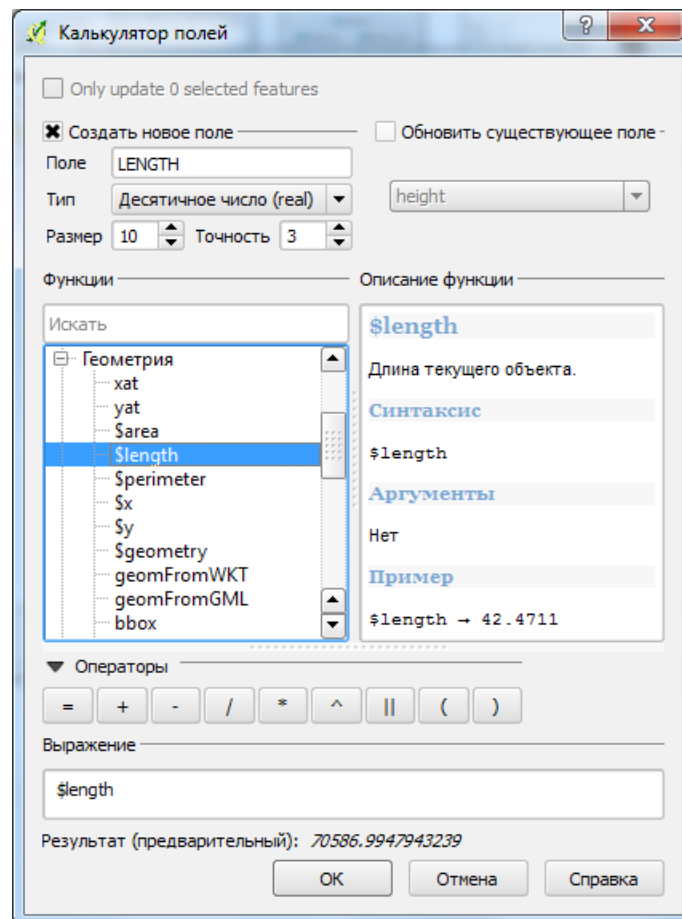 Калькулятор полей
Only update 0 selected features
Создать новое поле
Обновить существующее поле
Поле LENGTH
Тип Десятичное число (real)
height
Размер 10 Точность 3
Функции
Описание функции
Искать
Геометрия
xat
yat
$area
$length
$perimeter
$x
$y
$geometry
geomFromWKT
geomFromGML
bbox
$length
Длина текущего объекта.
Синтаксис
$length
Аргументы
Нет
Пример
$length → 42.4711
Операторы
= + - / * ^ || ( )
Выражение
$length
Результат (предварительный): 70586.9947943239
OK Отмена Справка